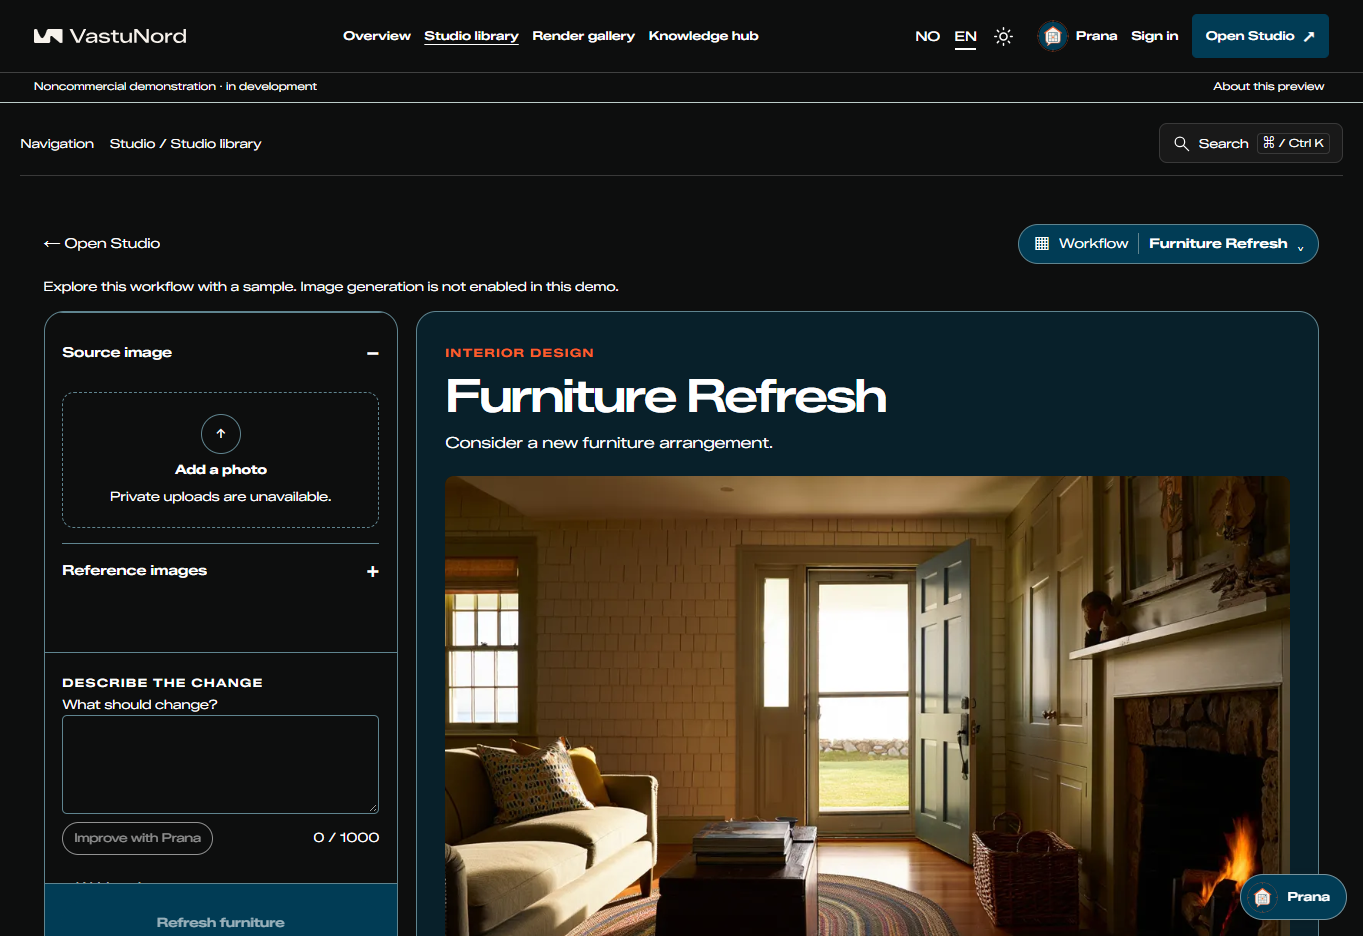 VastuNord
Overview Studio library Render gallery Knowledge hub
NO EN Prana Sign in Open Studio ↗
Noncommercial demonstration · in development
About this preview
Navigation Studio / Studio library
Search ⌘ / Ctrl K
← Open Studio
Workflow Furniture Refresh
Explore this workflow with a sample. Image generation is not enabled in this demo.
Source image −
Add a photo
Private uploads are unavailable.
Reference images +
DESCRIBE THE CHANGE
What should change?
Improve with Prana 0 / 1000
Refresh furniture
INTERIOR DESIGN
Furniture Refresh
Consider a new furniture arrangement.
Prana